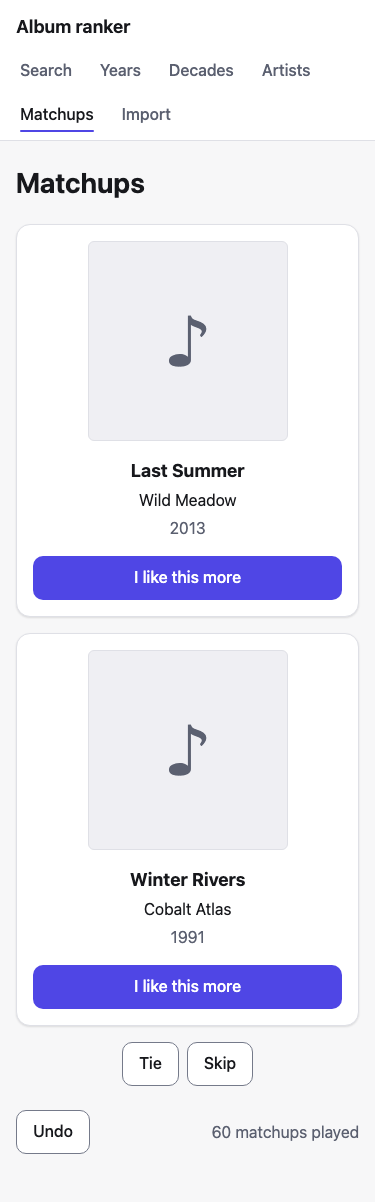 Album ranker
Search Years Decades Artists
Matchups Import
Matchups
Last Summer
Wild Meadow
2013
I like this more
Winter Rivers
Cobalt Atlas
1991
I like this more
Tie Skip
Undo 60 matchups played